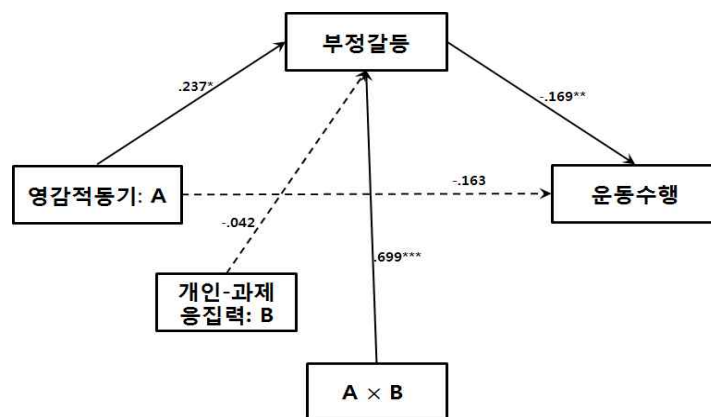 부정갈등
.237*
-.169**
영감적동기: A
-.163
운동수행
-.042
.699***
개인-과제
응집력: B
A × B